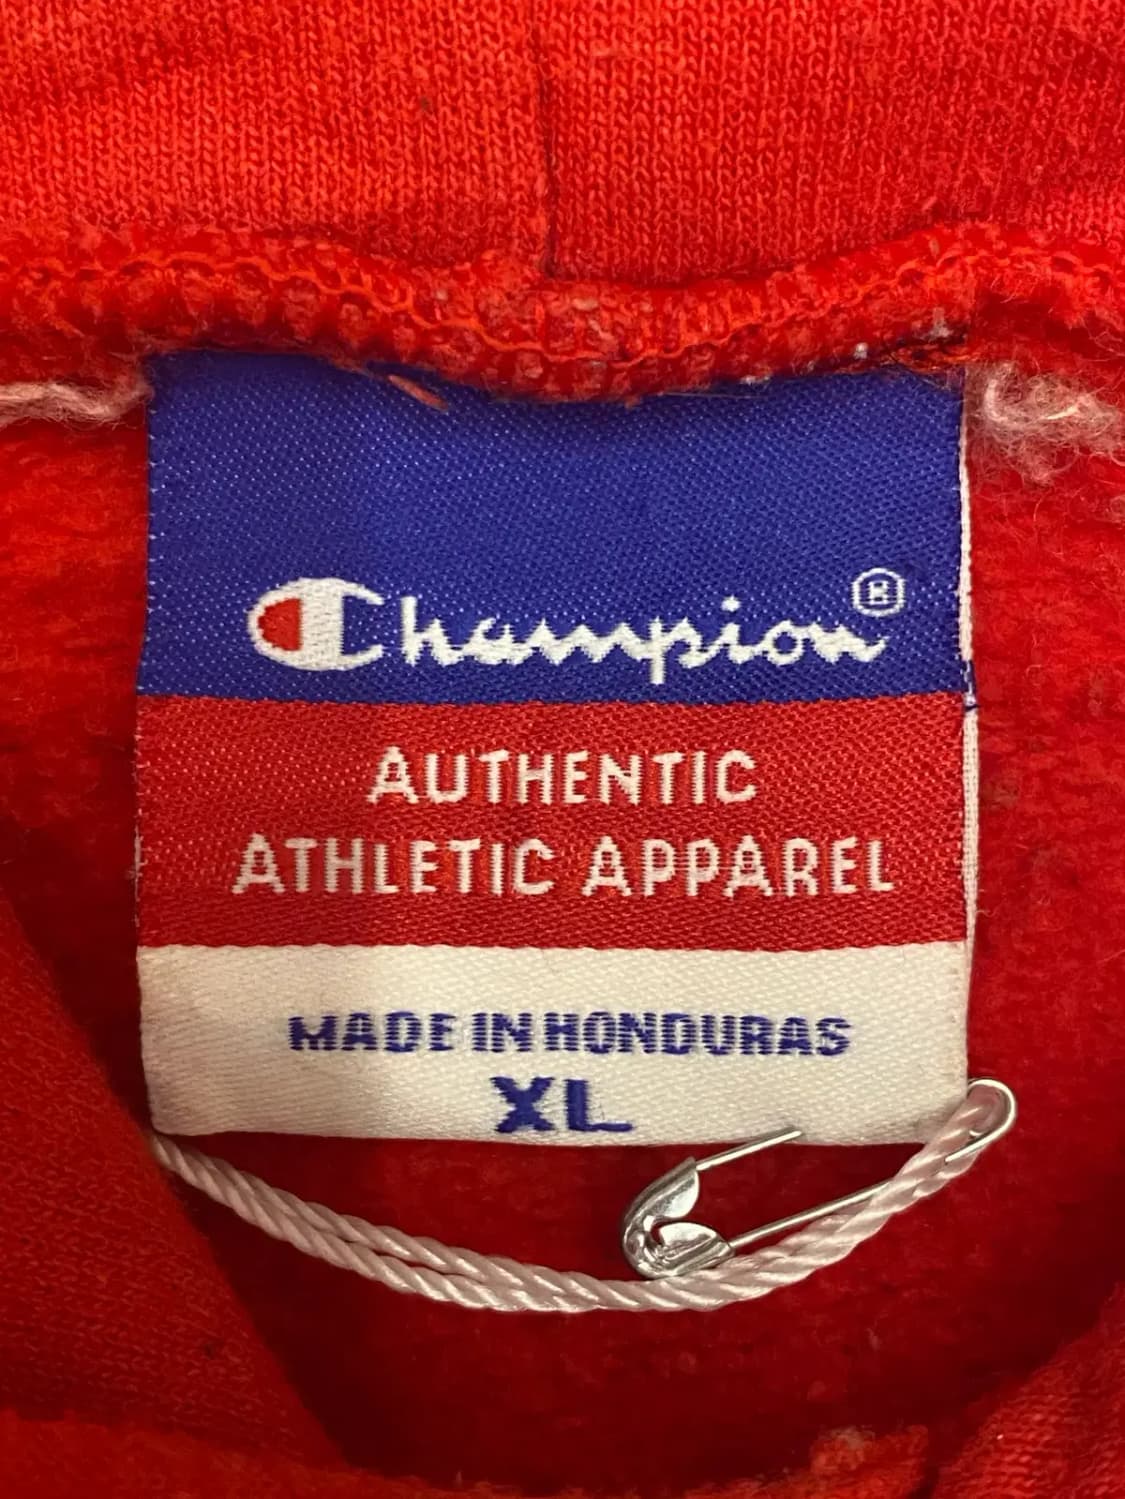 Champion®
AUTHENTIC
ATHLETIC APPAREL
MADE IN HONDURAS
XL